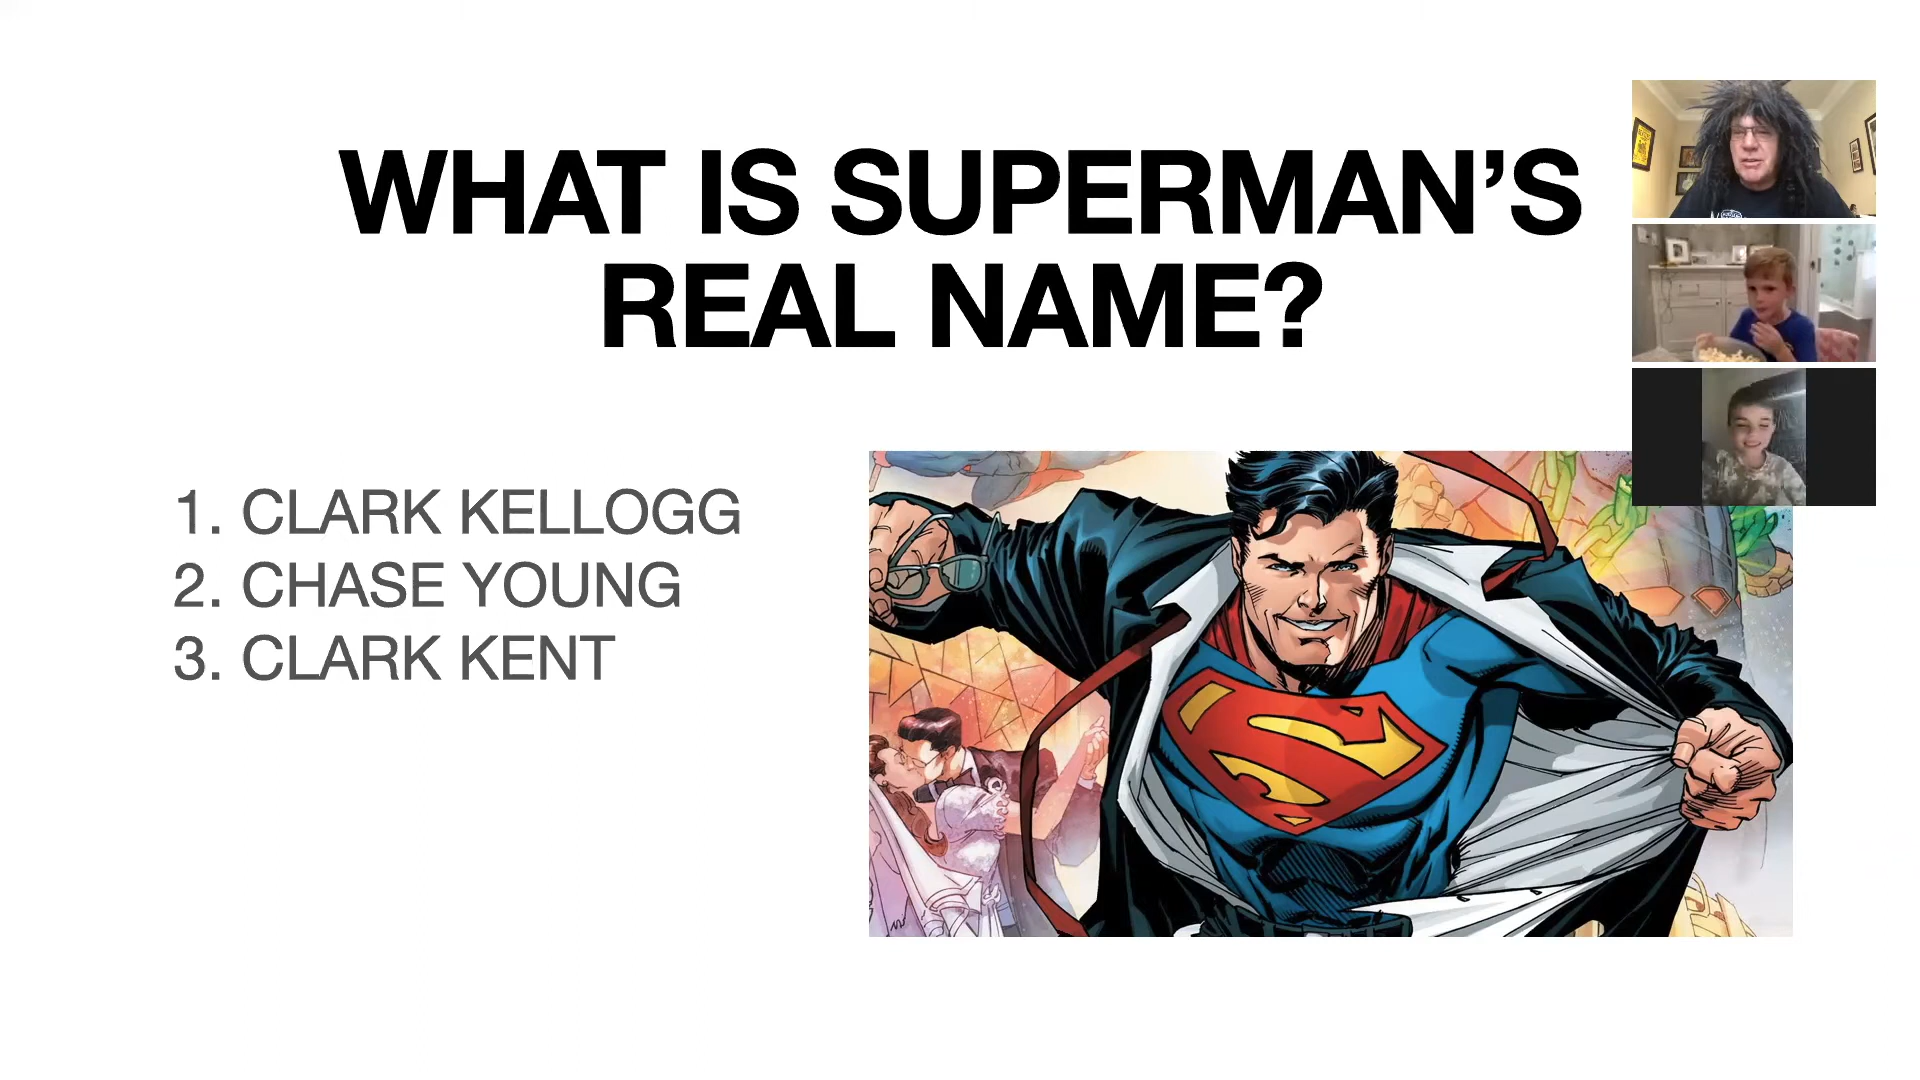 WHAT IS SUPERMAN’S
REAL NAME?
1. CLARK KELLOGG
2. CHASE YOUNG
3. CLARK KENT